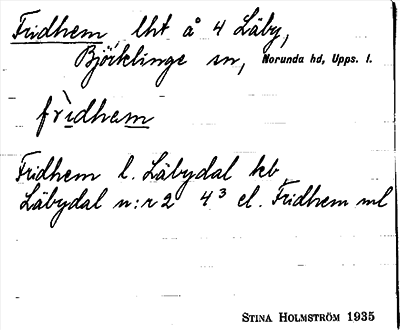 Fridhem lht å 4 Läby,
Björklinge sn, Norunda hd, Upps. l.
frìdhem
Fridhem l. Läbydal kb
Läbydal n:r 2 4³ el. Fridhem ml
STINA HOLMSTRÖM 1935